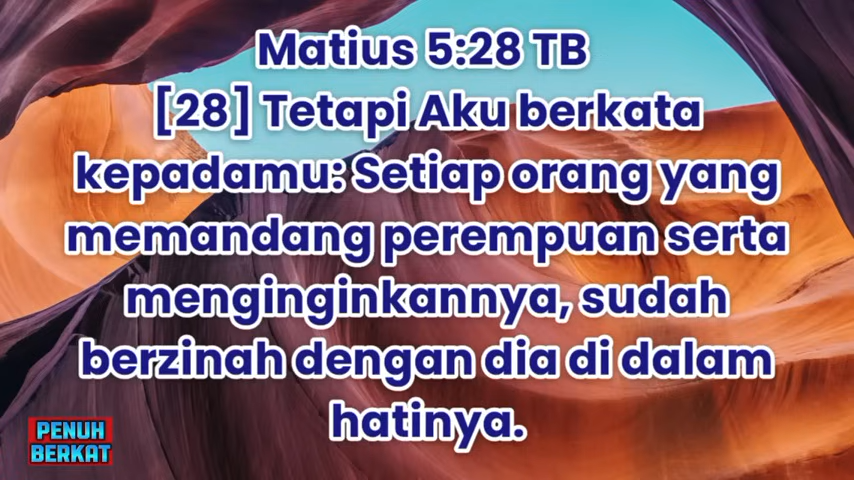 Matius 5:28 TB
[28] Tetapi Aku berkata
kepadamu: Setiap orang yang
memandang perempuan serta
menginginkannya, sudah
berzinah dengan dia di dalam
hatinya.
PENUH
BERKAT